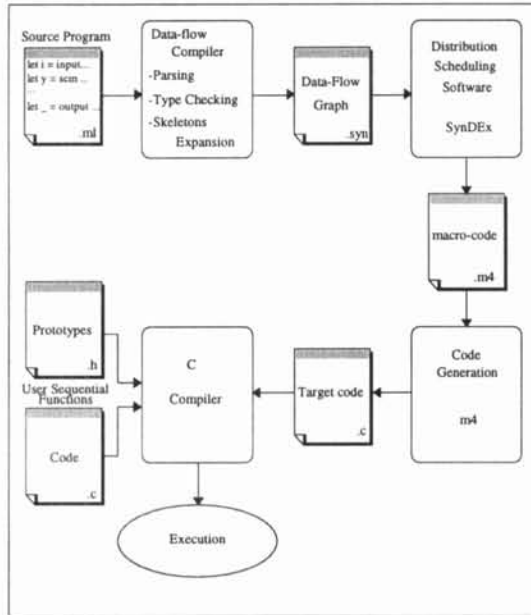 Source Program
let i = input...
let y = scm ...
...
let _ = output ...
.ml
Data-flow
Compiler
-Parsing
-Type Checking
-Skeletons
Expansion
Data-Flow
Graph
.syn
Distribution
Scheduling
Software
SynDEx
macro-code
.m4
Code
Generation
m4
Target code
.c
C
Compiler
Prototypes
.h
User Sequential
Functions
Code
.c
Execution